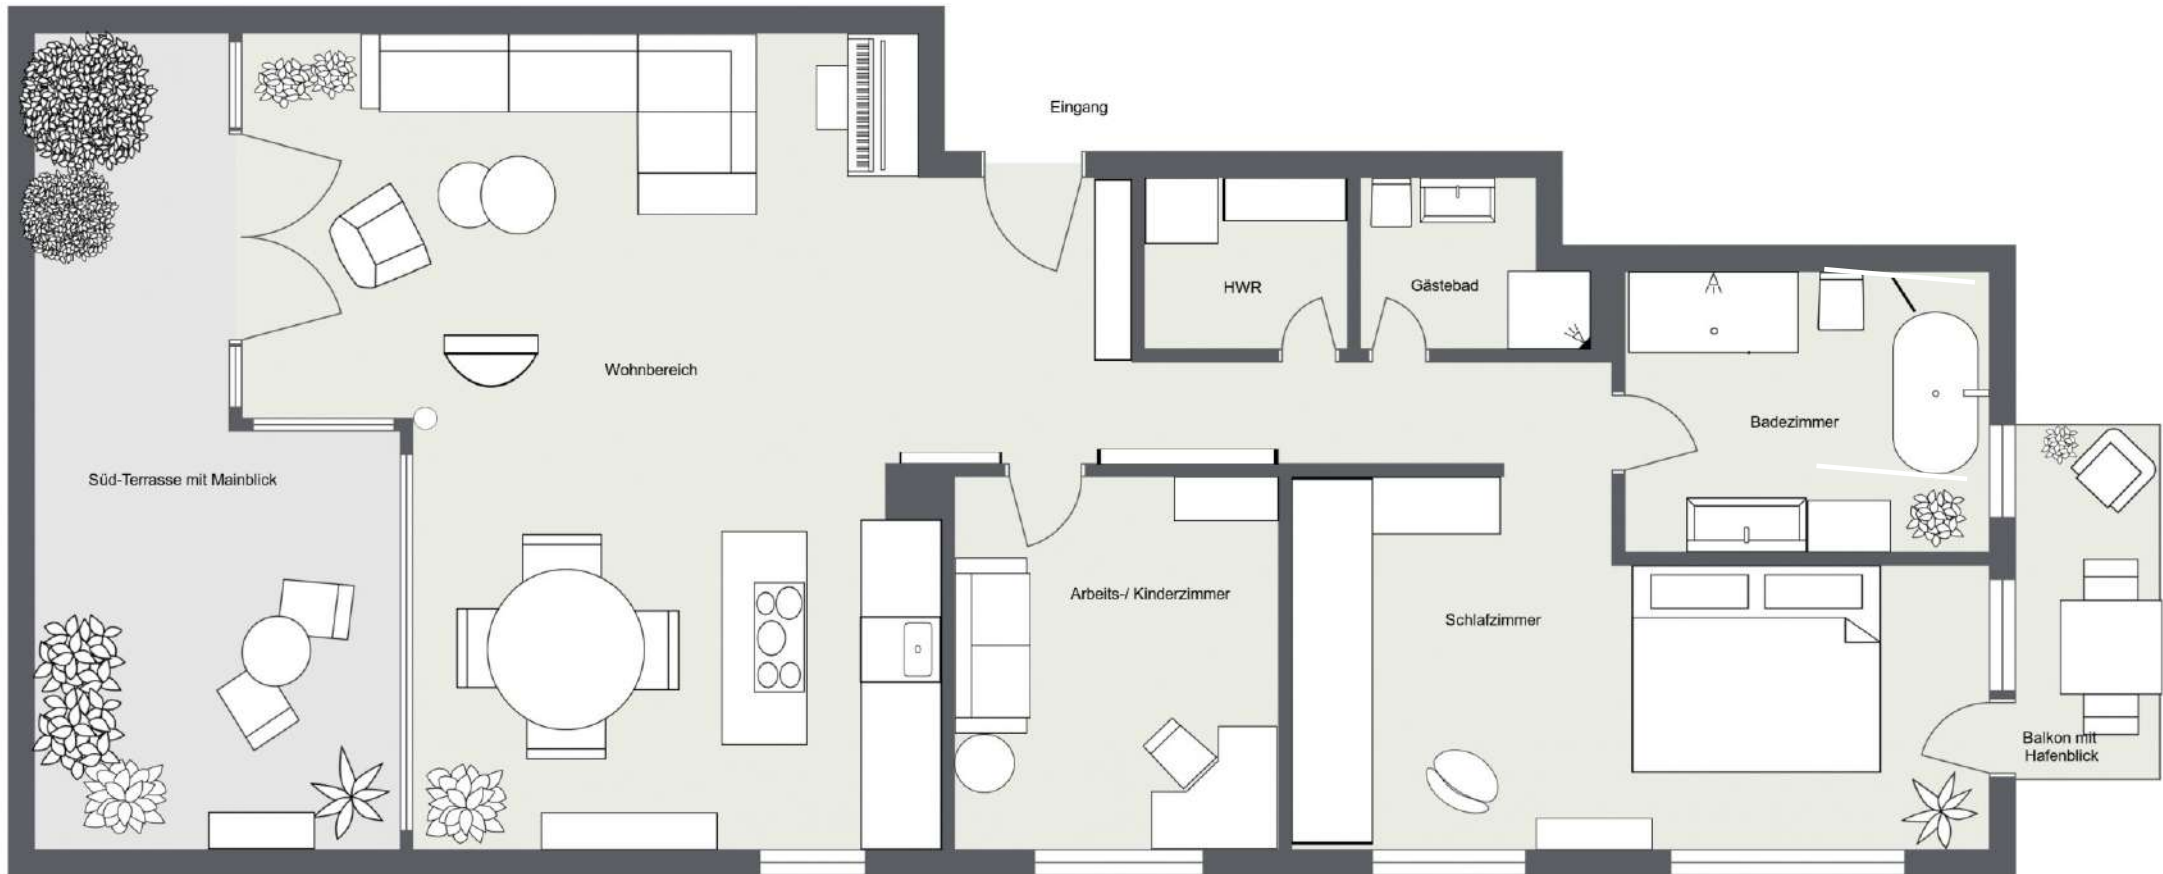 Eingang
HWR
Gästebad
Wohnbereich
Badezimmer
Süd-Terrasse mit Mainblick
Arbeits-/ Kinderzimmer
Schlafzimmer
Balkon mit
Hafenblick